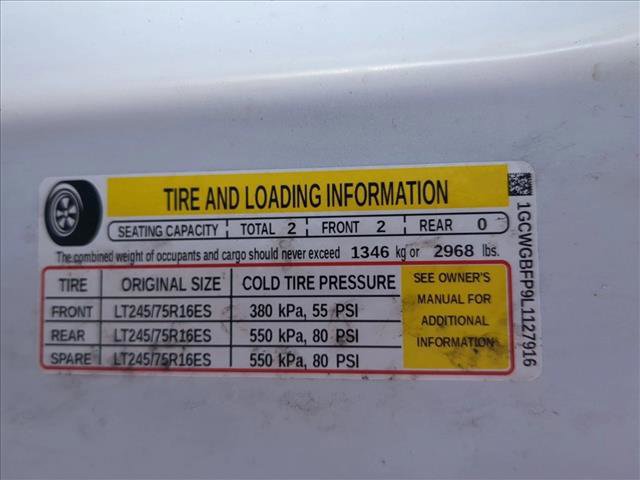 TIRE AND LOADING INFORMATION
SEATING CAPACITY TOTAL 2 FRONT 2 REAR 0
The combined weight of occupants and cargo should never exceed 1346 kg or 2968 lbs.
TIRE ORIGINAL SIZE COLD TIRE PRESSURE
FRONT LT245/75R16ES 380 kPa, 55 PSI
REAR LT245/75R16ES 550 kPa, 80 PSI
SPARE LT245/75R16ES 550 kPa, 80 PSI
SEE OWNER'S
MANUAL FOR
ADDITIONAL
INFORMATION
1GCWGBFP9L1127916